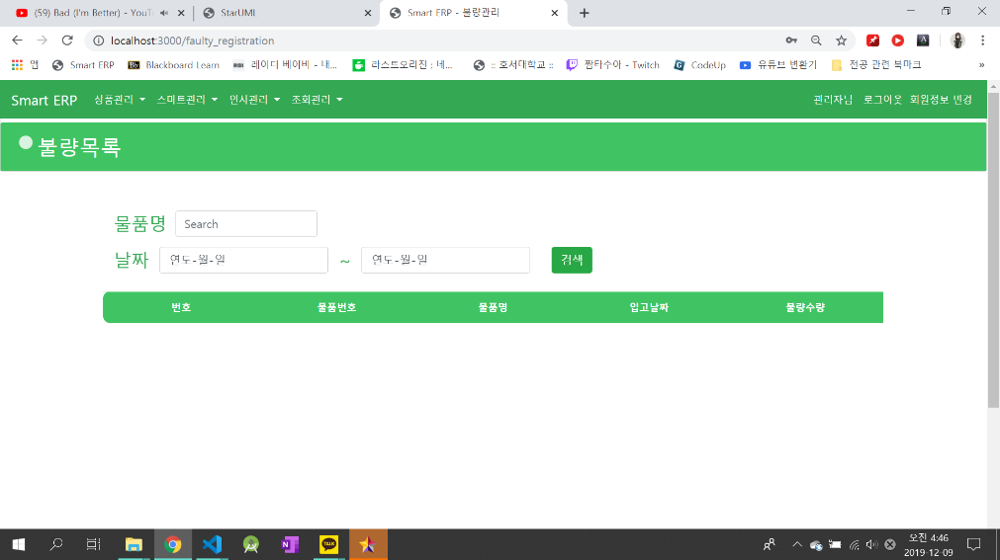 (59) Bad (I'm Better) - YouT
StarUML
Smart ERP - 불량관리
localhost:3000/faulty_registration
앱
Smart ERP
Bb
Blackboard Learn
레이디 베이비 - 내...
라스트오리진 : 네...
:: 호서대학교 ::
짬타수아 - Twitch
CodeUp
유튜브 변환기
전공 관련 북마크
»
Smart ERP
상품관리
스마트관리
인사관리
조회관리
관리자님
로그아웃
회원정보 변경
불량목록
물품명
Search
날짜
연도-월-일
~
연도-월-일
검색
번호
물품번호
물품명
입고날짜
불량수량
N
TALK
오전 4:46
2019-12-09